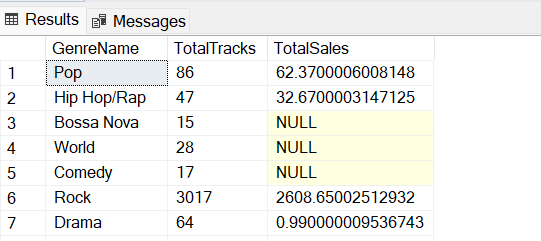 Results Messages
GenreName TotalTracks TotalSales
1 Pop 86 62.3700006008148
2 Hip Hop/Rap 47 32.6700003147125
3 Bossa Nova 15 NULL
4 World 28 NULL
5 Comedy 17 NULL
6 Rock 3017 2608.65002512932
7 Drama 64 0.990000009536743